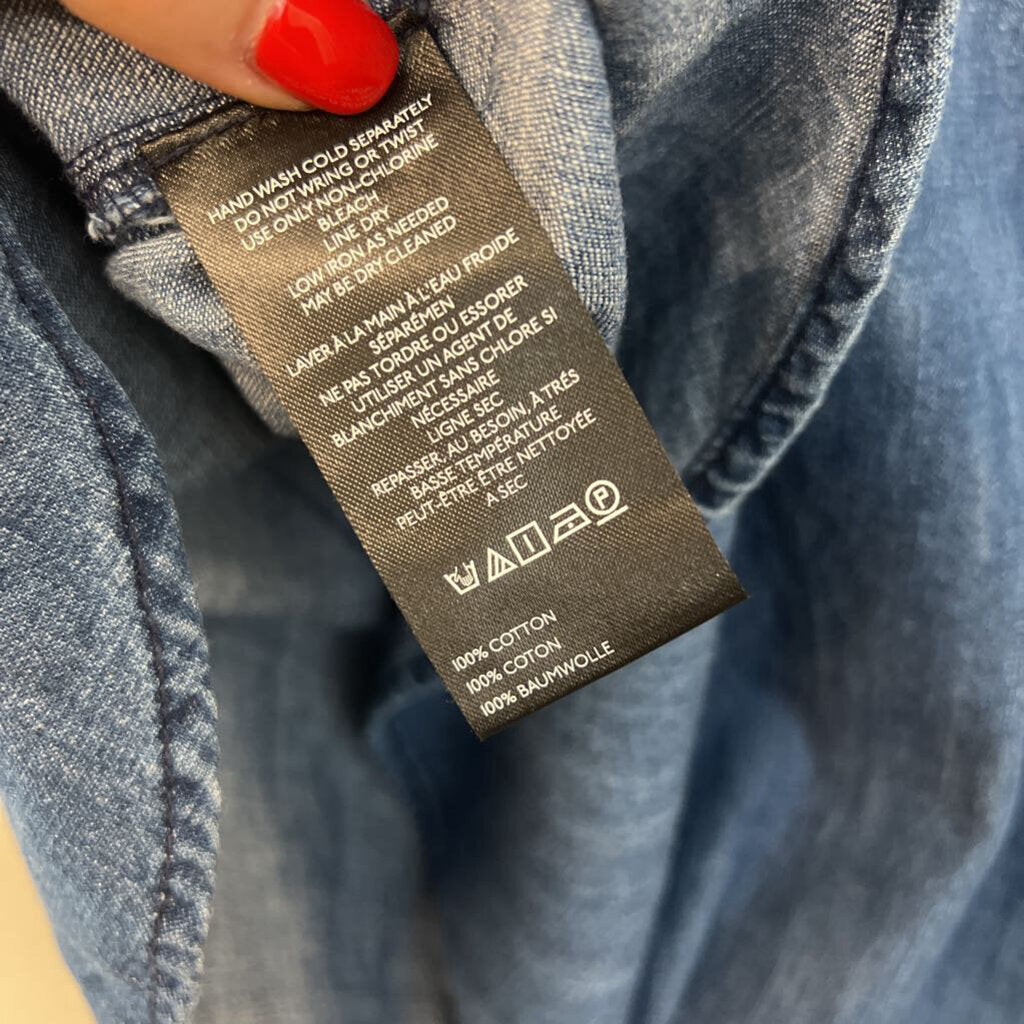 HAND WASH COLD SEPARATELY
DO NOT WRING OR TWIST
USE ONLY NON-CHLORINE
BLEACH
LINE DRY
LOW IRON AS NEEDED
MAY BE DRY CLEANED
LAVER À LA MAIN À L'EAU FROIDE
SÉPARÉMEN
NE PAS TORDRE OU ESSORER
UTILISER UN AGENT DE
BLANCHIMENT SANS CHLORE SI
NÉCESSAIRE
LIGNE SEC
REPASSER, AU BESOIN, À TRÉS
BASSE TEMPÉRATURE
PEUT-ÊTRE ÊTRE NETTOYÉE
A SEC
P
100% COTTON
100% COTON
100% BAUMWOLLE